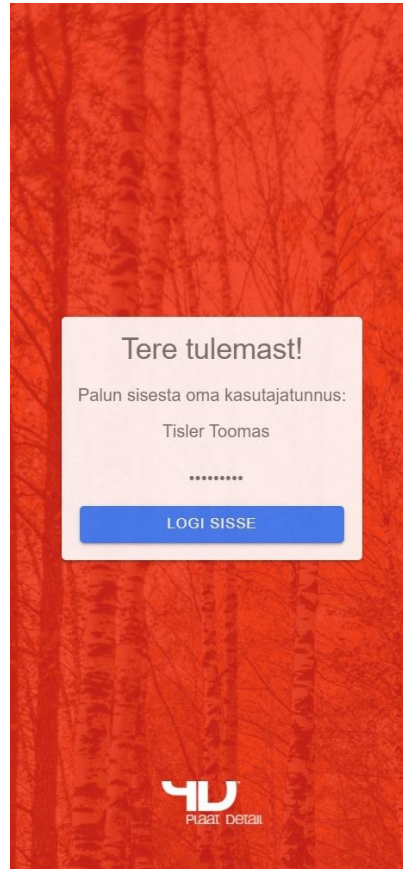 Tere tulemast!
Palun sisesta oma kasutajatunnus:
Tisler Toomas
•••••••••
LOGI SISSE
Plaat Detail